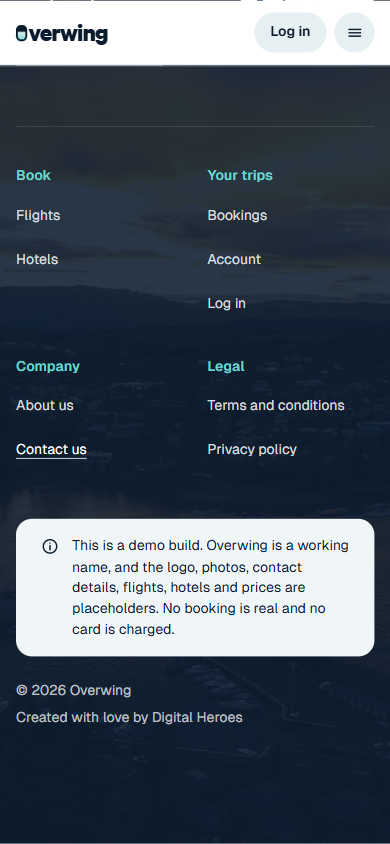 Overwing
Log in
Book
Your trips
Flights
Bookings
Hotels
Account
Log in
Company
Legal
About us
Terms and conditions
Contact us
Privacy policy
This is a demo build. Overwing is a working
name, and the logo, photos, contact
details, flights, hotels and prices are
placeholders. No booking is real and no
card is charged.
© 2026 Overwing
Created with love by Digital Heroes